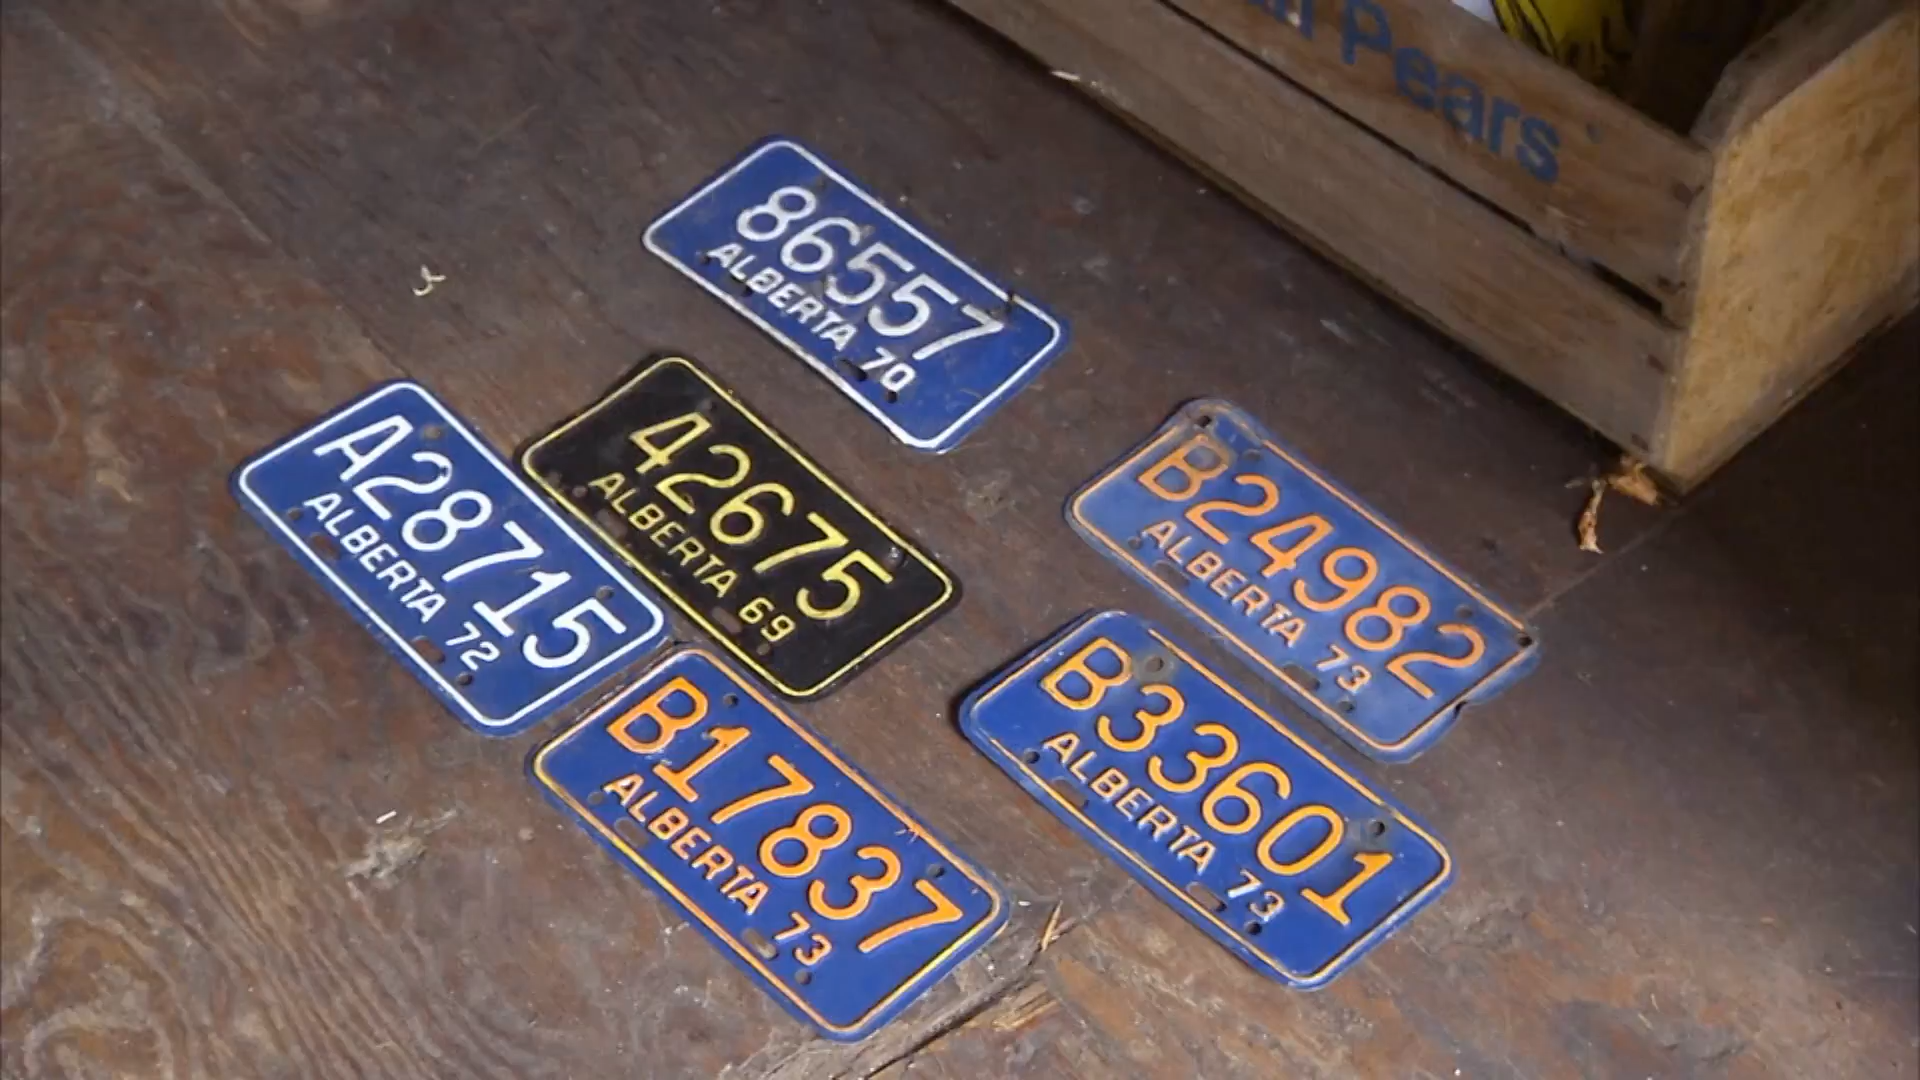 Pears
86557
ALBERTA 70
A28715
ALBERTA 72
42675
ALBERTA 69
B24982
ALBERTA 73
B17837
ALBERTA 73
B33601
ALBERTA 73